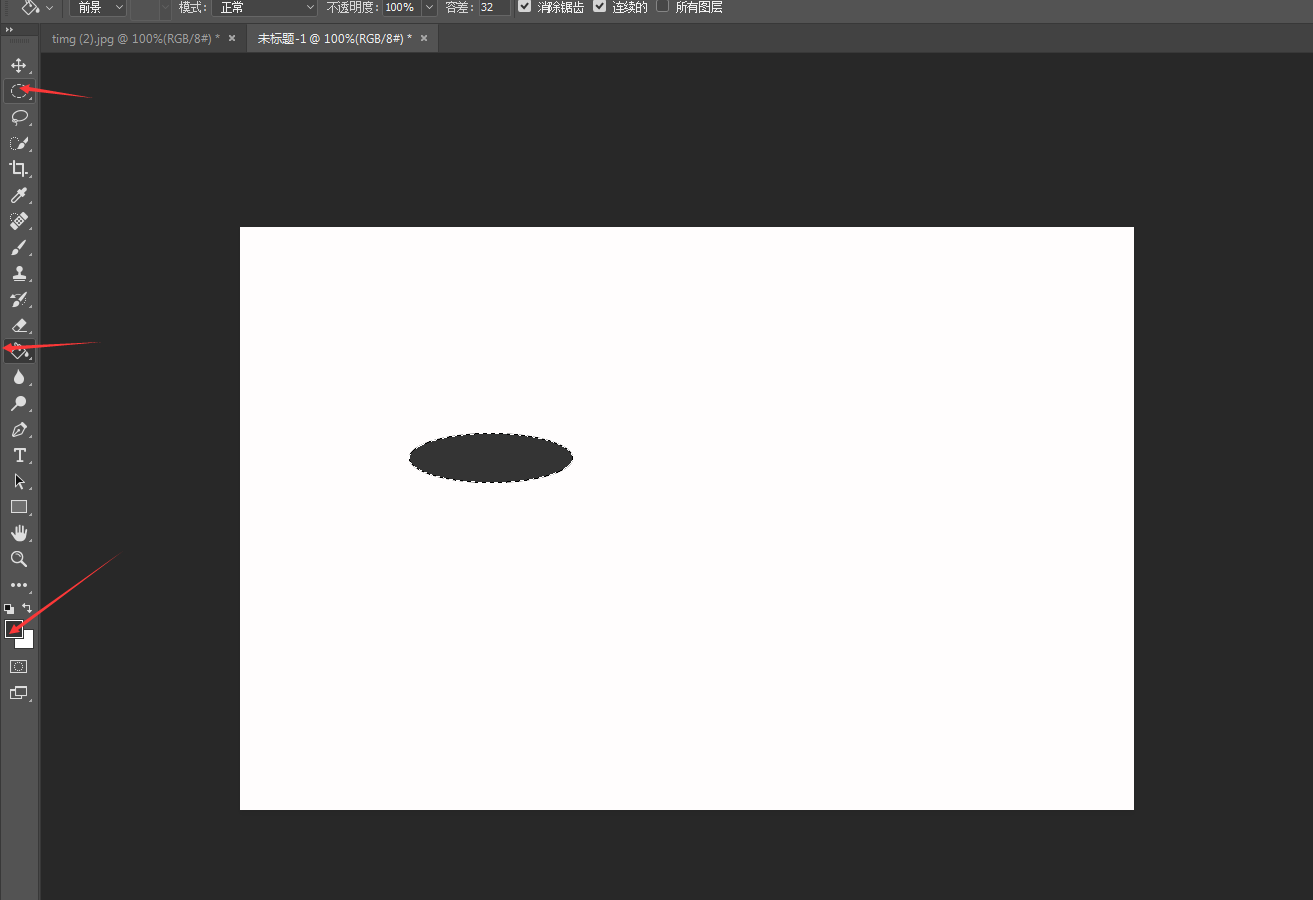 前景 模式: 正常 不透明度: 100% 容差: 32 消除锯齿 连续的 所有图层
timg (2).jpg @ 100%(RGB/8#) * × 未标题-1 @ 100%(RGB/8#) * ×